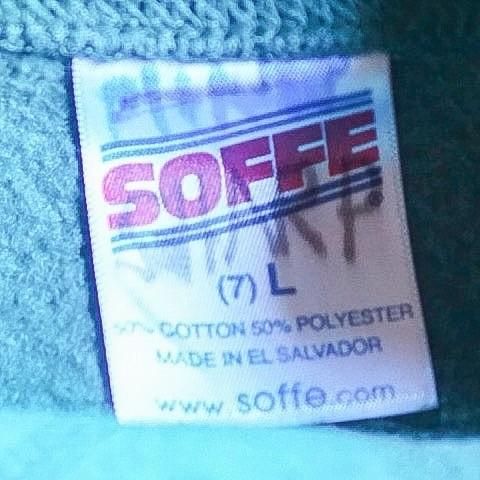 SOFFE
(7) L
50% COTTON 50% POLYESTER
MADE IN EL SALVADOR
www.soffe.com